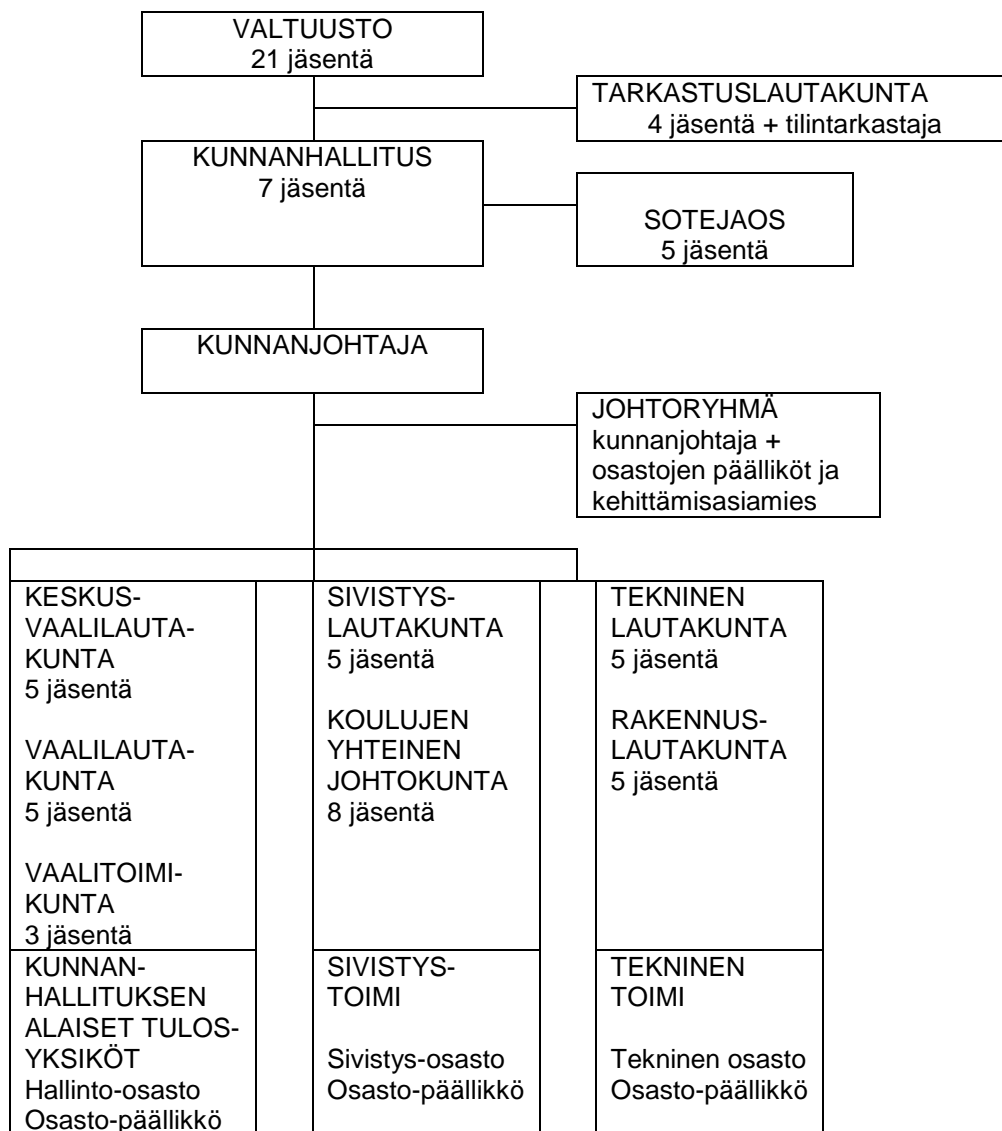 VALTUUSTO
21 jäsentä
TARKASTUSLAUTAKUNTA
4 jäsentä + tilintarkastaja
KUNNANHALLITUS
7 jäsentä
SOTEJAOS
5 jäsentä
KUNNANJOHTAJA
JOHTORYHMÄ
kunnanjohtaja +
osastojen päälliköt ja
kehittämisasiamies
KESKUS-
VAALILAUTA-
KUNTA
5 jäsentä
VAALILAUTA-
KUNTA
5 jäsentä
VAALITOIMI-
KUNTA
3 jäsentä
SIVISTYS-
LAUTAKUNTA
5 jäsentä
KOULUJEN
YHTEINEN
JOHTOKUNTA
8 jäsentä
TEKNINEN
LAUTAKUNTA
5 jäsentä
RAKENNUS-
LAUTAKUNTA
5 jäsentä
KUNNAN-
HALLITUKSEN
ALAISET TULOS-
YKSIKÖT
Hallinto-osasto
Osasto-päällikkö
SIVISTYS-
TOIMI
Sivistys-osasto
Osasto-päällikkö
TEKNINEN
TOIMI
Tekninen osasto
Osasto-päällikkö